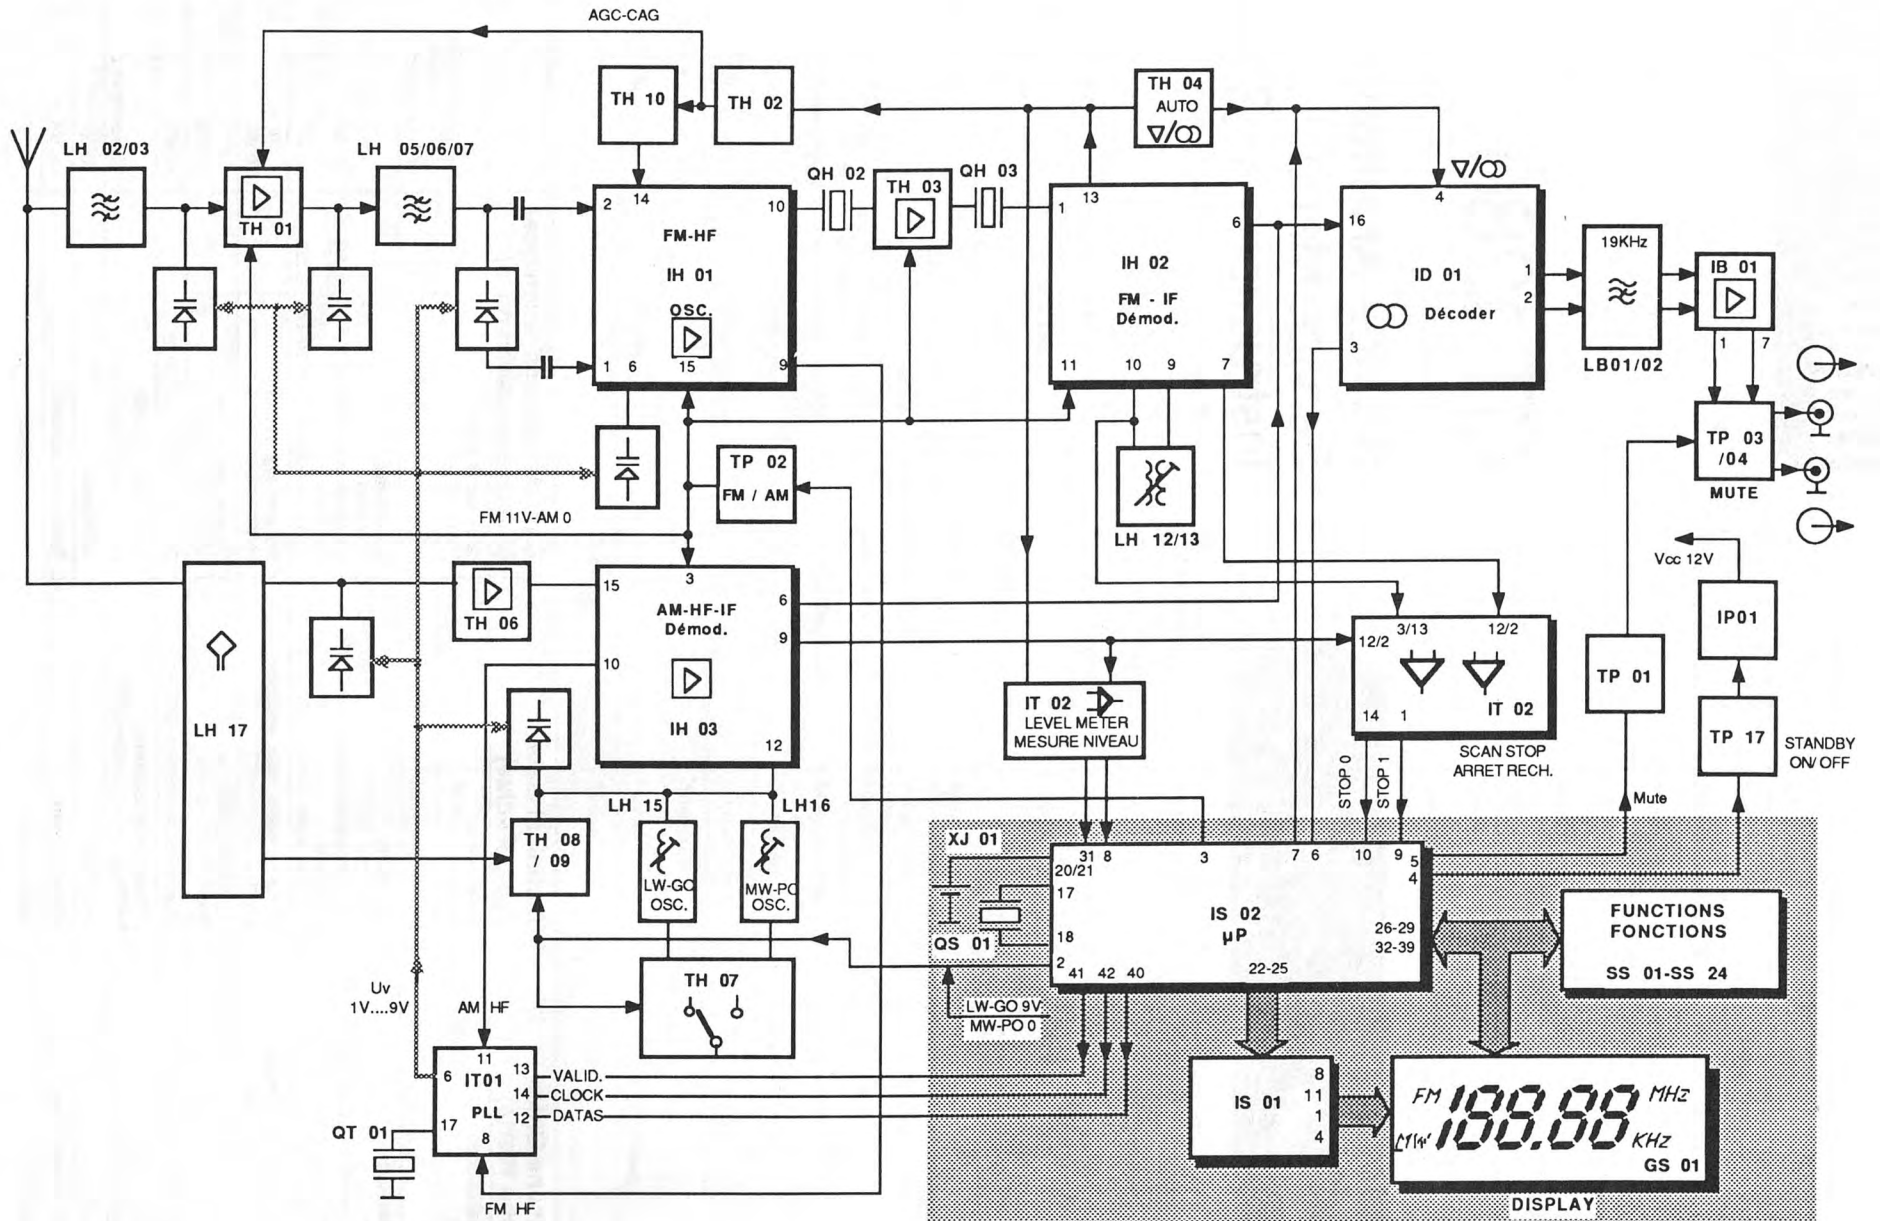 AGC-CAG
TH 10
TH 02
TH 04
AUTO
LH 02/03
LH 05/06/07
TH 01
QH 02
TH 03
QH 03
2
14
10
FM-HF
IH 01
OSC.
1
6
15
9
1
13
6
IH 02
FM - IF
Démod.
11
10
9
7
4
16
ID 01
Décoder
1
2
3
19KHz
LB01/02
IB 01
1
7
TP 03
/04
MUTE
TP 02
FM / AM
FM 11V-AM 0
LH 12/13
Vcc 12V
IP01
TP 01
TP 17
STANDBY
ON/ OFF
Mute
LH 17
TH 06
3
15
6
AM-HF-IF
Démod.
9
10
IH 03
12
IT 02
LEVEL METER
MESURE NIVEAU
12/2
3/13
12/2
14
1
IT 02
SCAN STOP
ARRET RECH.
STOP 0
STOP 1
TH 08
/ 09
LH 15
LH16
LW-GO
OSC.
MW-PO
OSC.
TH 07
XJ 01
QS 01
31
8
3
7
6
10
9
5
4
20/21
17
18
2
IS 02
µP
26-29
32-39
41
42
40
22-25
LW-GO 9V
MW-PO 0
FUNCTIONS
FONCTIONS
SS 01-SS 24
Uv
1V....9V
AM HF
11
6
IT01
13
VALID.
14
CLOCK
PLL
12
DATAS
17
8
QT 01
FM HF
IS 01
8
11
1
4
FM
188.88
MHz
KHz
GS 01
DISPLAY